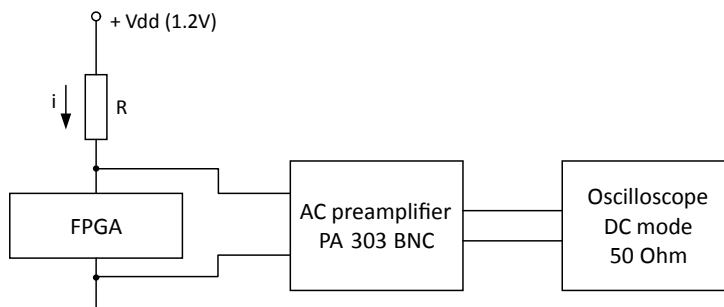 + Vdd (1.2V)
i
R
FPGA
AC preamplifier
PA 303 BNC
Oscilloscope
DC mode
50 Ohm